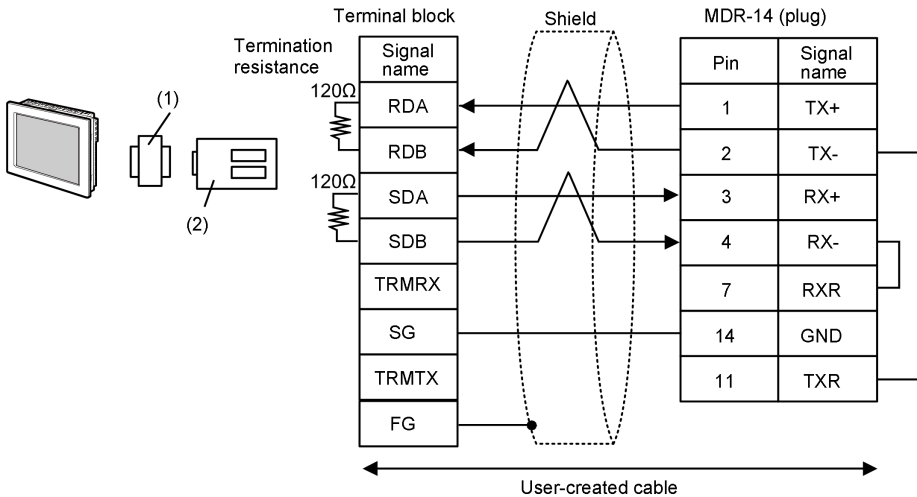 Terminal block
Shield
MDR-14 (plug)
Termination
resistance
Signal
name
Pin
Signal
name
(1)
(2)
120Ω
RDA
1
TX+
RDB
2
TX-
120Ω
SDA
3
RX+
SDB
4
RX-
TRMRX
7
RXR
SG
14
GND
TRMTX
11
TXR
FG
User-created cable